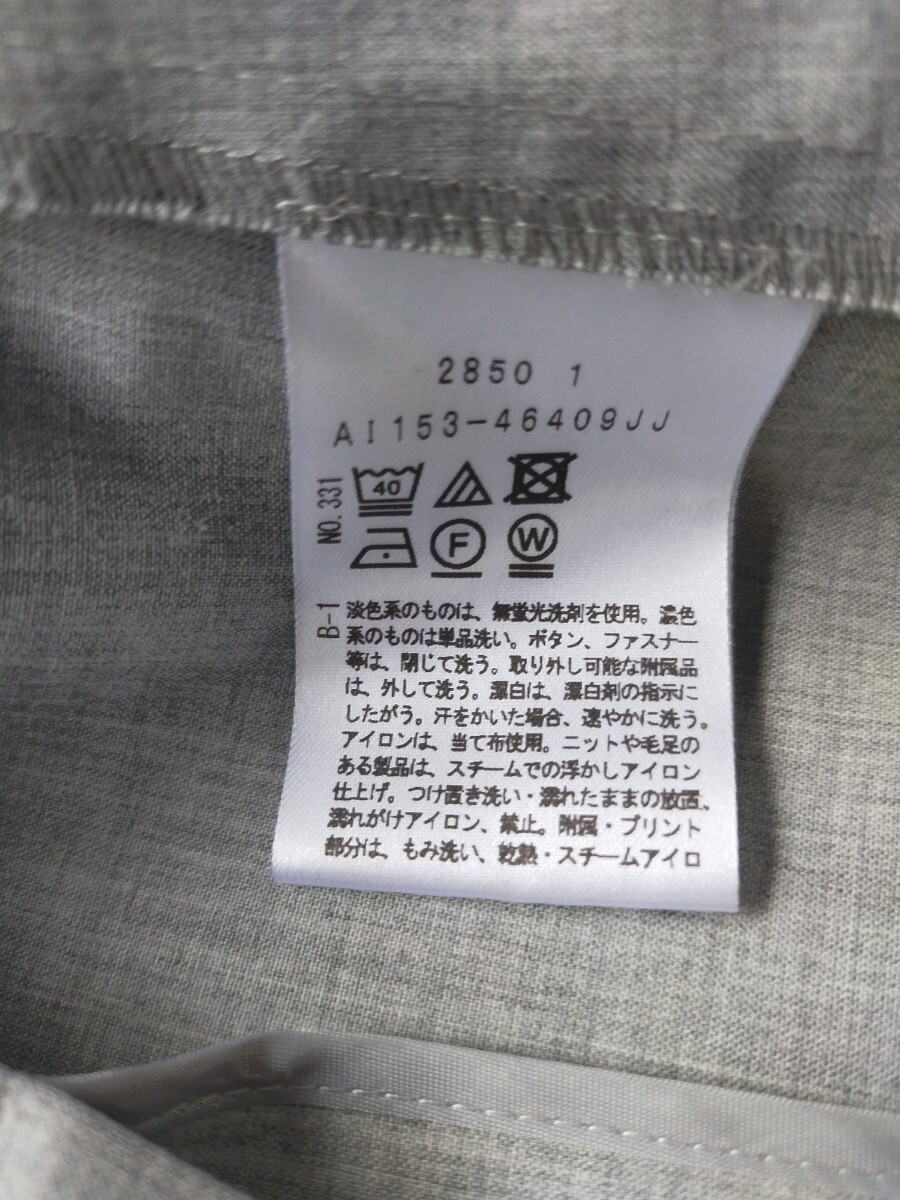 2850 1
AI153-46409JJ
NO.331
40
F
W
B-1
淡色系のものは、無蛍光洗剤を使用。濃色
系のものは単品洗い。ボタン、ファスナー
等は、閉じて洗う。取り外し可能な附属品
は、外して洗う。漂白は、漂白剤の指示に
したがう。汗をかいた場合、速やかに洗う。
アイロンは、当て布使用。ニットや毛足の
ある製品は、スチームでの浮かしアイロン
仕上げ。つけ置き洗い・濡れたままの放置、
濡れがけアイロン、禁止。附属・プリント
部分は、もみ洗い、乾熱・スチームアイロ